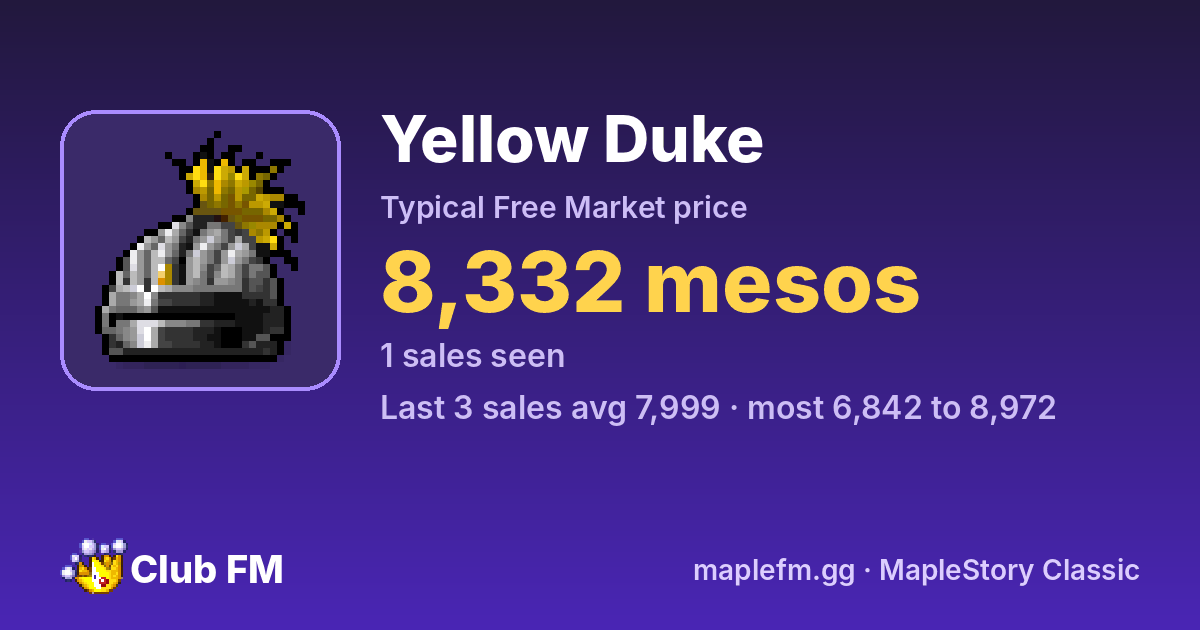 Yellow Duke
Typical Free Market price
8,332 mesos
1 sales seen
Last 3 sales avg 7,999 · most 6,842 to 8,972
Club FM
maplefm.gg · MapleStory Classic